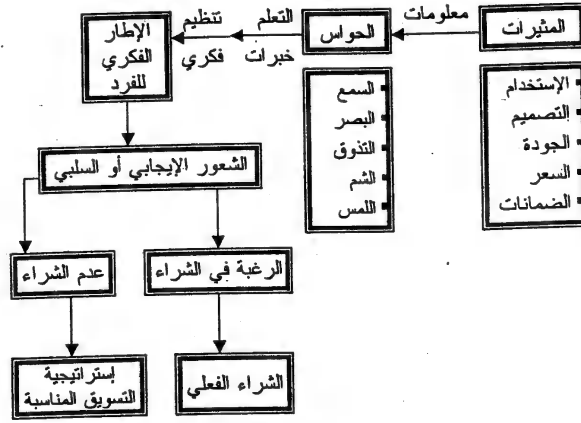 المثيرات
معلومات
الحواس
التعلم
خبرات
تنظيم
فكري
الإطار
الفكري
للفرد
الإستخدام
التصميم
الجودة
السعر
الضمانات
السمع
البصر
التذوق
الشم
اللمس
الشعور الإيجابي أو السلبي
الرغبة في الشراء
عدم الشراء
الشراء الفعلي
إستراتيجية
التسويق المناسبة